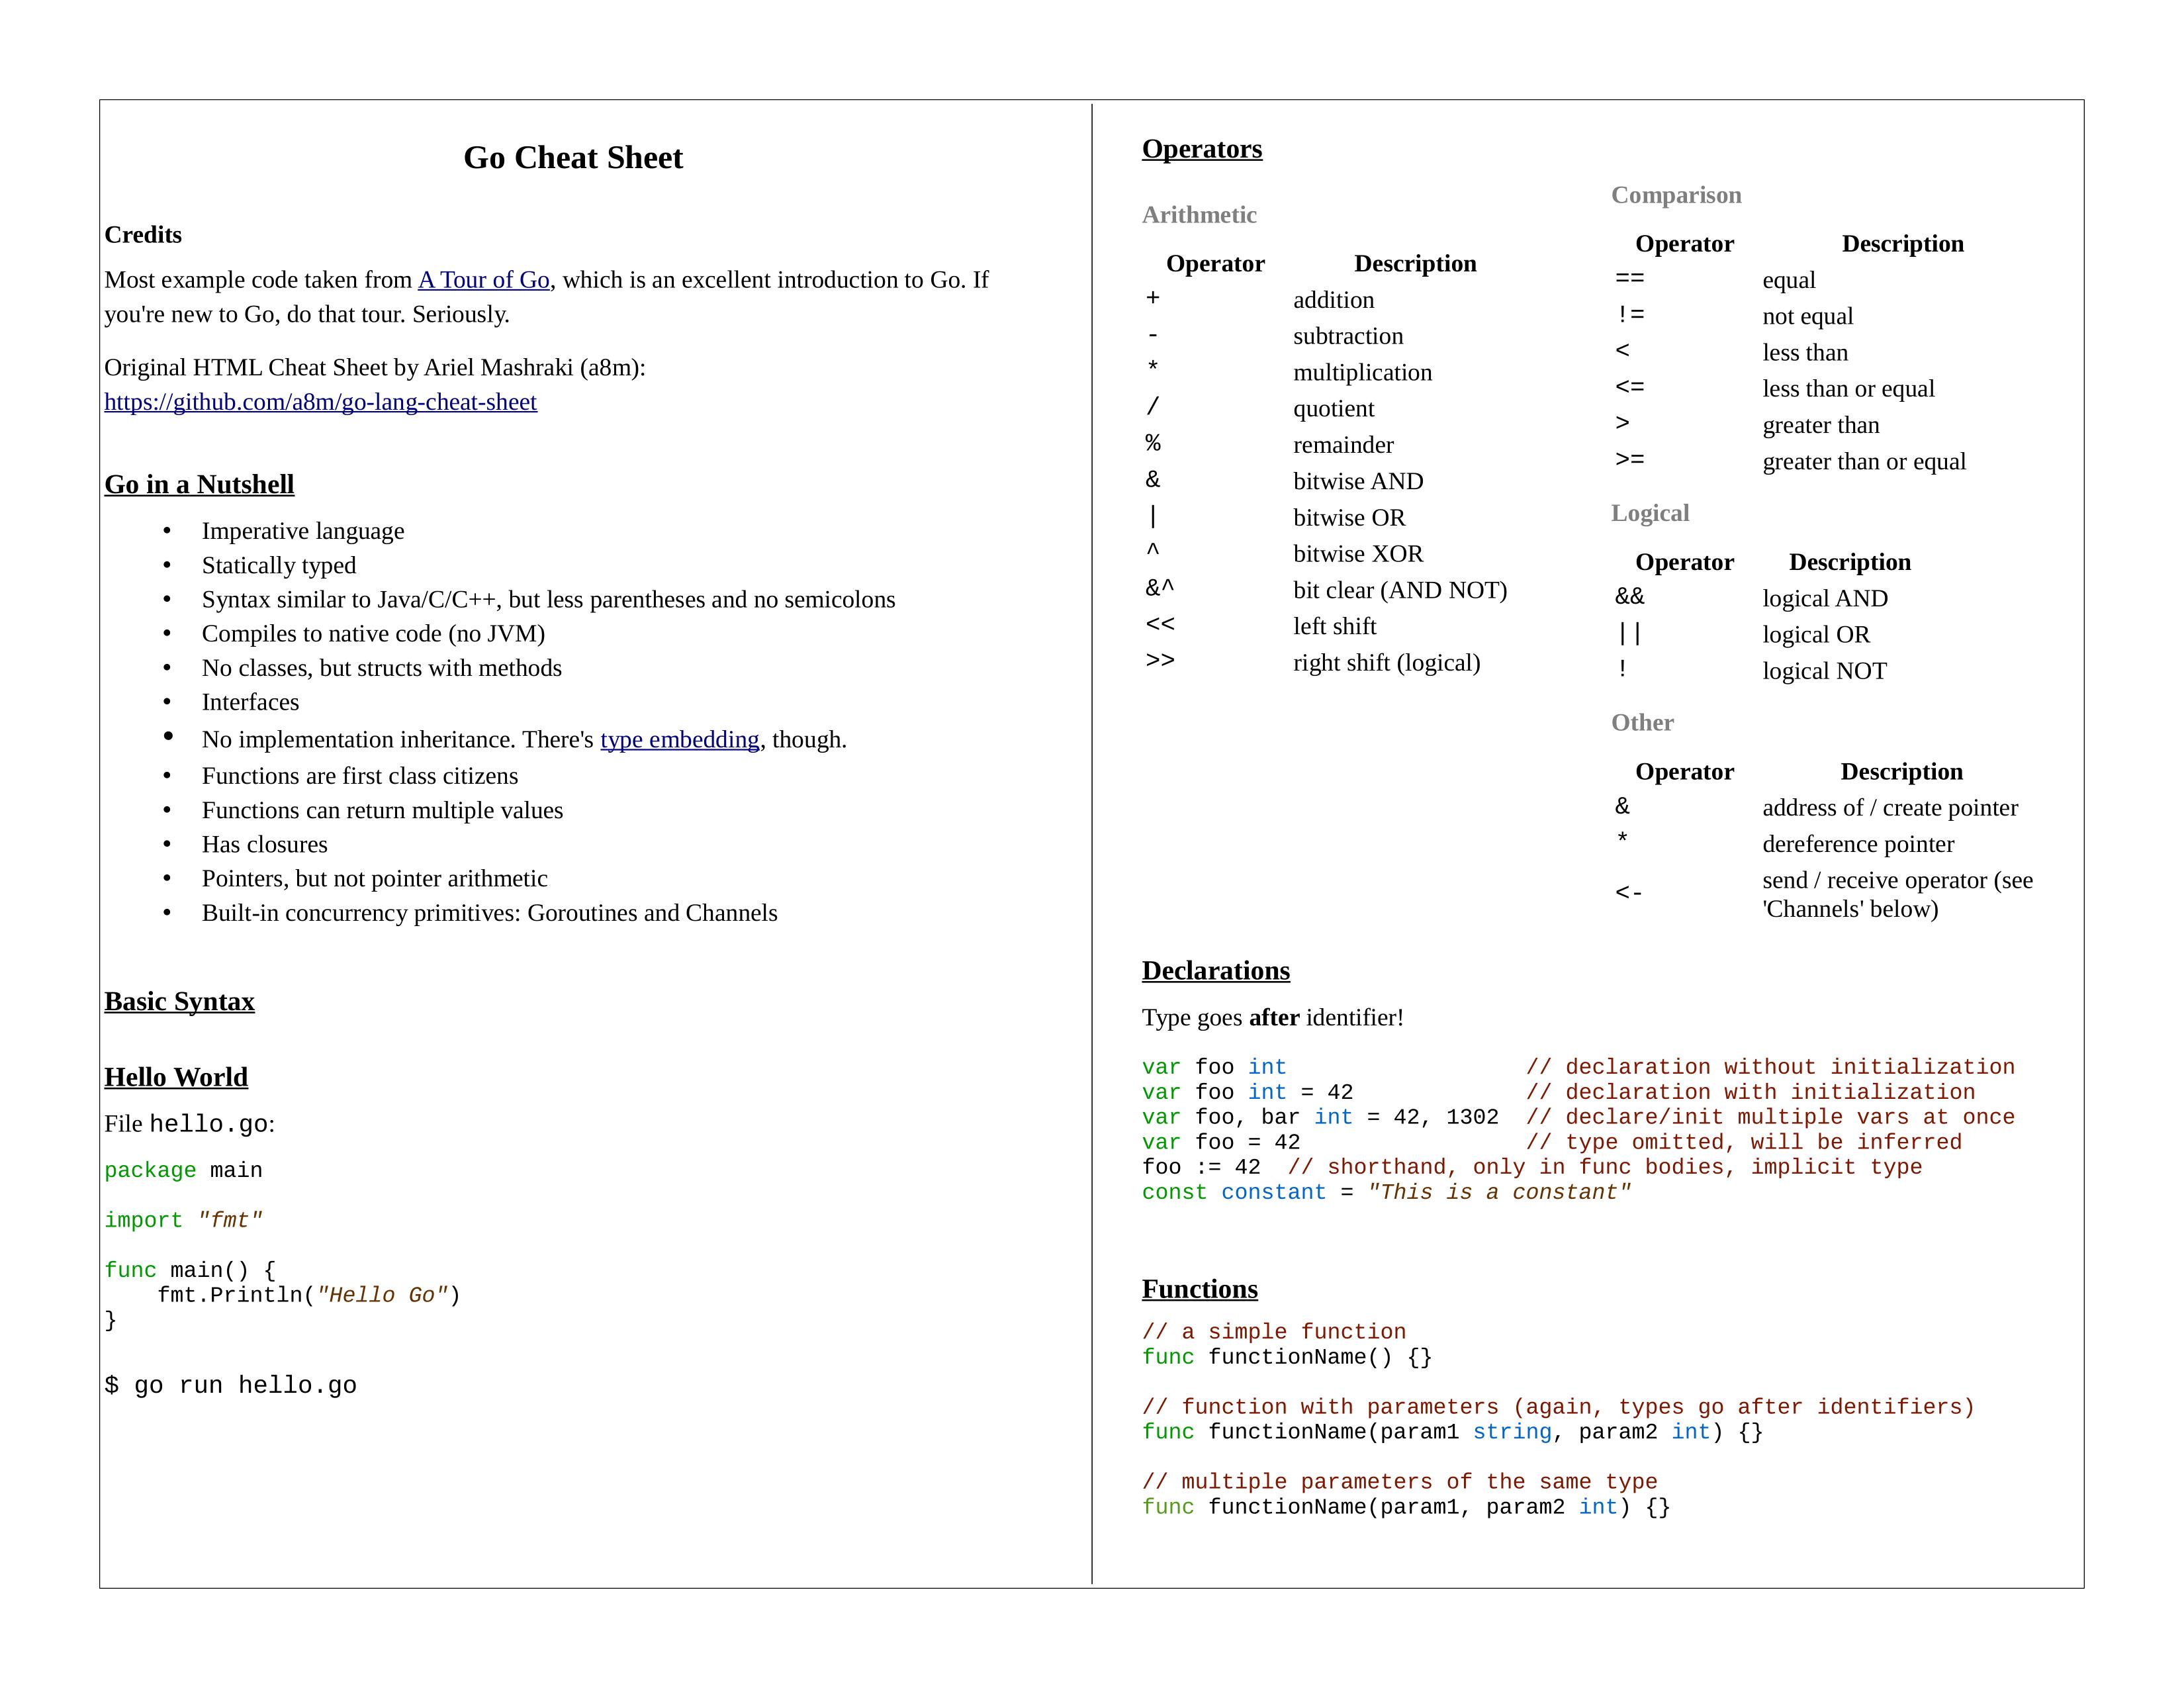 Go Cheat Sheet
Credits
Most example code taken from A Tour of Go, which is an excellent introduction to Go. If
you're new to Go, do that tour. Seriously.
Original HTML Cheat Sheet by Ariel Mashraki (a8m):
https://github.com/a8m/go-lang-cheat-sheet
Go in a Nutshell
• Imperative language
• Statically typed
• Syntax similar to Java/C/C++, but less parentheses and no semicolons
• Compiles to native code (no JVM)
• No classes, but structs with methods
• Interfaces
• No implementation inheritance. There's type embedding, though.
• Functions are first class citizens
• Functions can return multiple values
• Has closures
• Pointers, but not pointer arithmetic
• Built-in concurrency primitives: Goroutines and Channels
Basic Syntax
Hello World
File hello.go:
package main
import "fmt"
func main() {
    fmt.Println("Hello Go")
}
$ go run hello.go
Operators
Arithmetic
Operator Description
+ addition
- subtraction
* multiplication
/ quotient
% remainder
& bitwise AND
| bitwise OR
^ bitwise XOR
&^ bit clear (AND NOT)
<< left shift
>> right shift (logical)
Comparison
Operator Description
== equal
!= not equal
< less than
<= less than or equal
> greater than
>= greater than or equal
Logical
Operator Description
&& logical AND
|| logical OR
! logical NOT
Other
Operator Description
& address of / create pointer
* dereference pointer
<- send / receive operator (see
'Channels' below)
Declarations
Type goes after identifier!
var foo int                  // declaration without initialization
var foo int = 42             // declaration with initialization
var foo, bar int = 42, 1302  // declare/init multiple vars at once
var foo = 42                 // type omitted, will be inferred
foo := 42  // shorthand, only in func bodies, implicit type
const constant = "This is a constant"
Functions
// a simple function
func functionName() {}
// function with parameters (again, types go after identifiers)
func functionName(param1 string, param2 int) {}
// multiple parameters of the same type
func functionName(param1, param2 int) {}